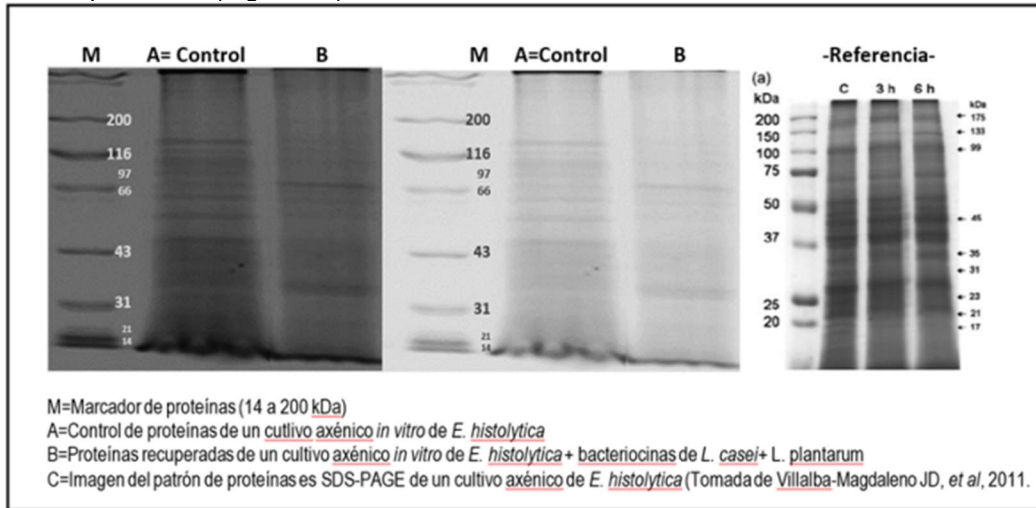 M A= Control B M A=Control B -Referencia-
(a)
kDa C 3 h 6 h kDa
200 200 200 175
150 133
116 116 100 99
97 97 75
66 66
50
45
43 43 37
35
31
31 31 25 23
20 21
21 21 17
14 14
M=Marcador de proteínas (14 a 200 kDa)
A=Control de proteínas de un cutlivo axénico in vitro de E. histolytica
B=Proteínas recuperadas de un cultivo axénico in vitro de E. histolytica + bacteriocinas de L. casei+ L. plantarum
C=Imagen del patrón de proteínas es SDS-PAGE de un cultivo axénico de E. histolytica (Tomada de Villalba-Magdaleno JD, et al, 2011.